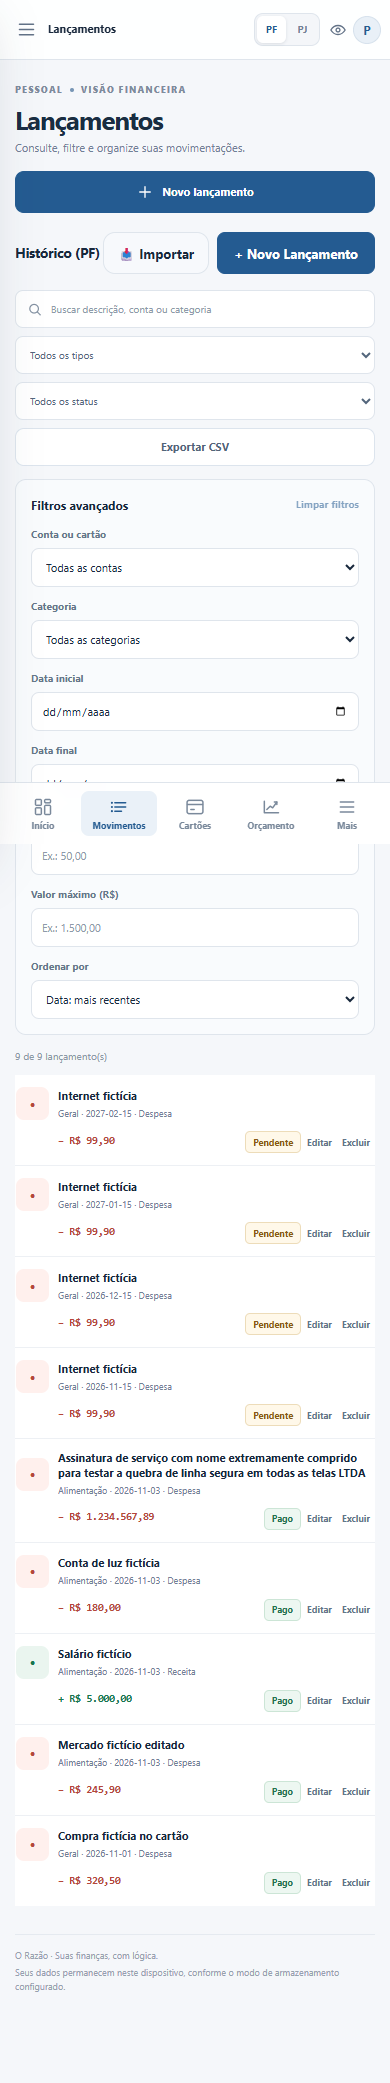 Lançamentos
PF PJ
P
PESSOAL • VISÃO FINANCEIRA
Lançamentos
Consulte, filtre e organize suas movimentações.
+ Novo lançamento
Histórico (PF)
Importar
+ Novo Lançamento
Buscar descrição, conta ou categoria
Todos os tipos
Todos os status
Exportar CSV
Filtros avançados
Limpar filtros
Conta ou cartão
Todas as contas
Categoria
Todas as categorias
Data inicial
dd/mm/aaaa
Data final
Início
Movimentos
Cartões
Orçamento
Mais
Ex.: 50,00
Valor máximo (R$)
Ex.: 1.500,00
Ordenar por
Data: mais recentes
9 de 9 lançamento(s)
Internet fictícia
Geral · 2027-02-15 · Despesa
− R$ 99,90
Pendente Editar Excluir
Internet fictícia
Geral · 2027-01-15 · Despesa
− R$ 99,90
Pendente Editar Excluir
Internet fictícia
Geral · 2026-12-15 · Despesa
− R$ 99,90
Pendente Editar Excluir
Internet fictícia
Geral · 2026-11-15 · Despesa
− R$ 99,90
Pendente Editar Excluir
Assinatura de serviço com nome extremamente comprido
para testar a quebra de linha segura em todas as telas LTDA
Alimentação · 2026-11-03 · Despesa
− R$ 1.234.567,89
Pago Editar Excluir
Conta de luz fictícia
Alimentação · 2026-11-03 · Despesa
− R$ 180,00
Pago Editar Excluir
Salário fictício
Alimentação · 2026-11-03 · Receita
+ R$ 5.000,00
Pago Editar Excluir
Mercado fictício editado
Alimentação · 2026-11-03 · Despesa
− R$ 245,90
Pago Editar Excluir
Compra fictícia no cartão
Geral · 2026-11-01 · Despesa
− R$ 320,50
Pago Editar Excluir
O Razão · Suas finanças, com lógica.
Seus dados permanecem neste dispositivo, conforme o modo de armazenamento
configurado.